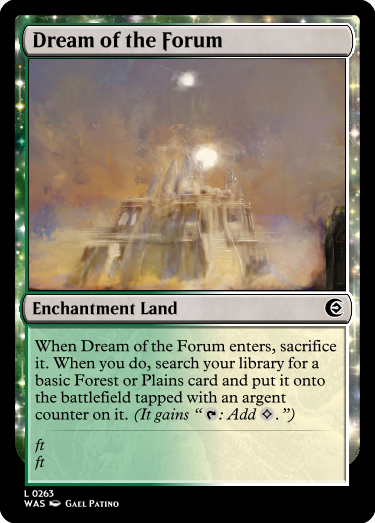 Dream of the Forum
Enchantment Land
When Dream of the Forum enters, sacrifice
it. When you do, search your library for a
basic Forest or Plains card and put it onto
the battlefield tapped with an argent
counter on it. (It gains “: Add .”)
ft
ft
L 0263
WAS Gael Patino